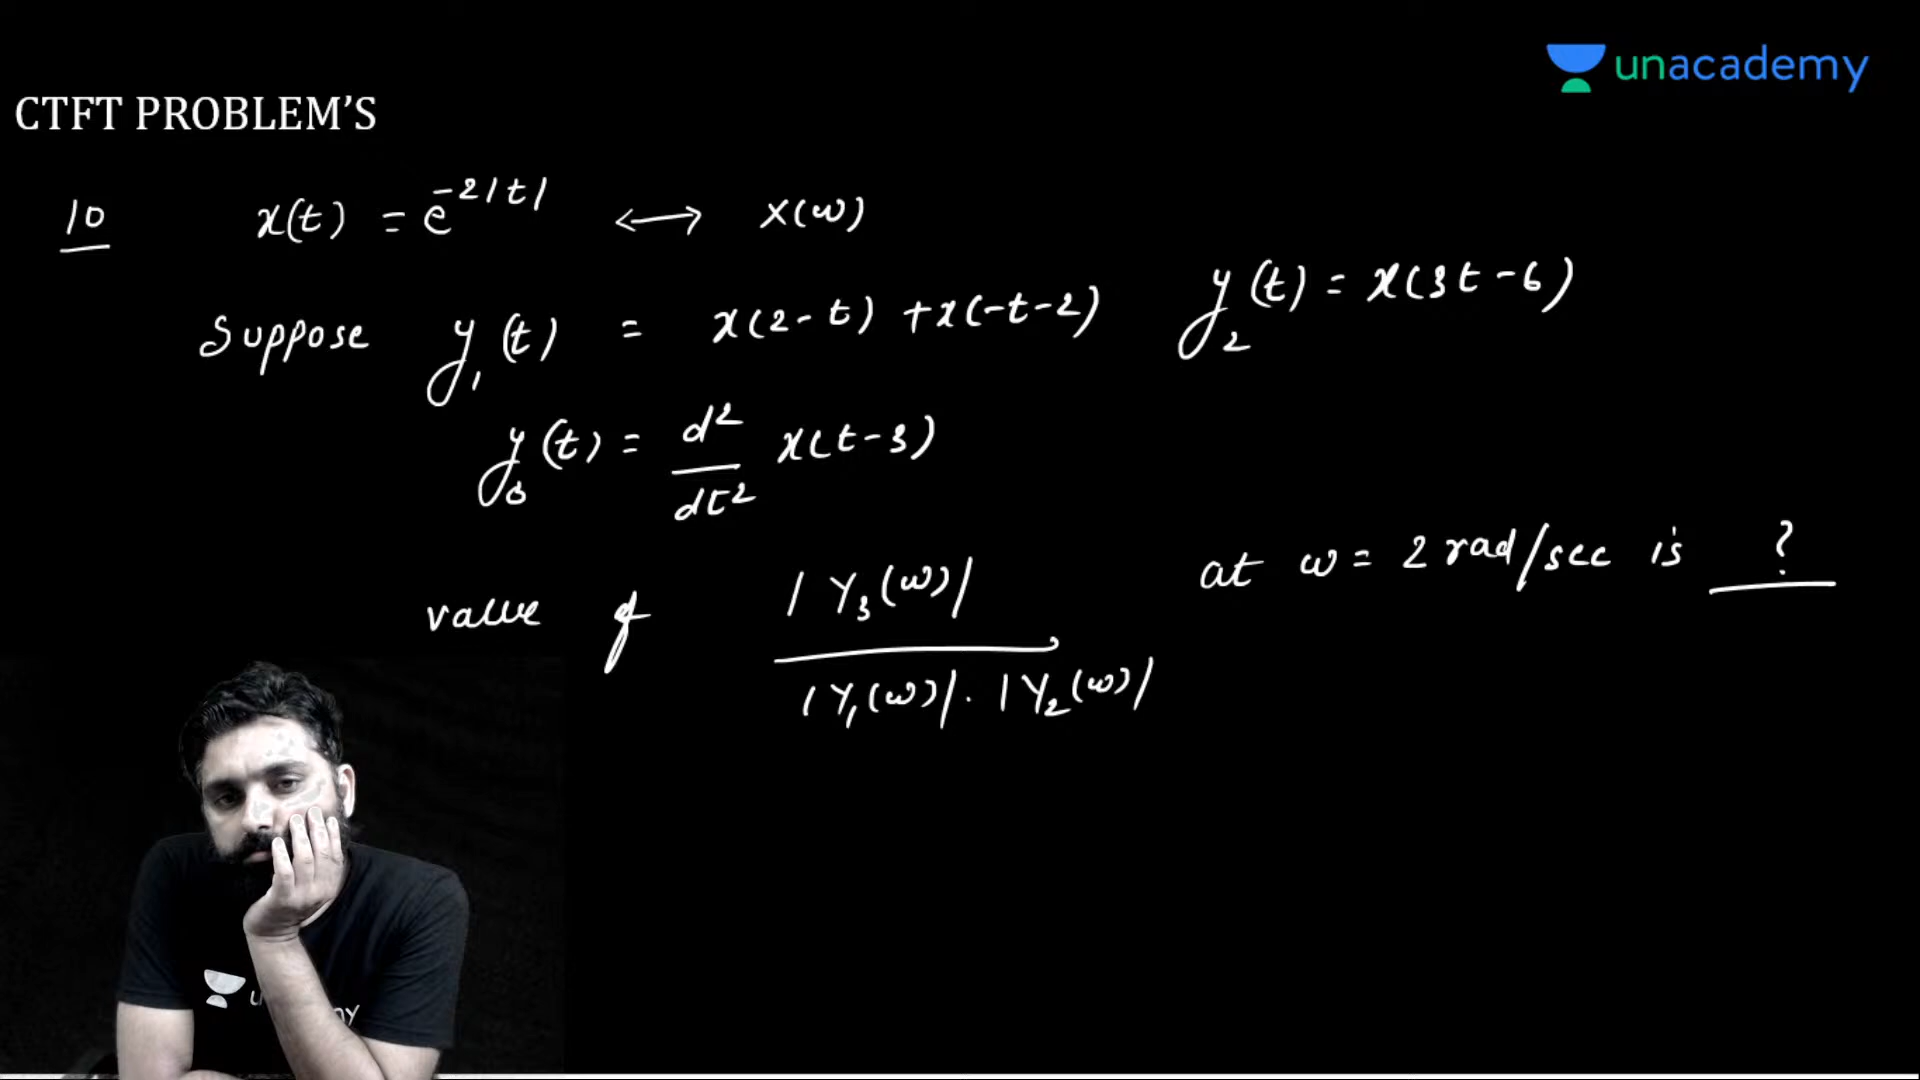 unacademy
CTFT PROBLEM'S
10 x(t) = e^{-2|t|} ⟷ X(ω)
Suppose y₁(t) = x(2-t) + x(-t-2) y₂(t) = x(3t-6)
y₃(t) = d²/dt² x(t-3)
value of |Y₃(ω)| / |Y₁(ω)|.|Y₂(ω)| at ω = 2 rad/sec is ?